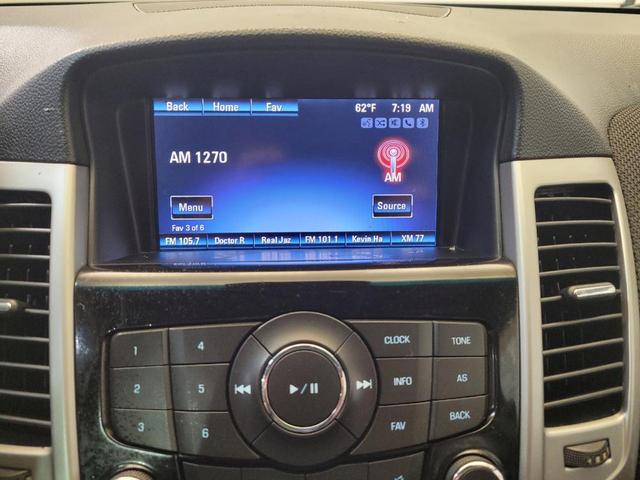 Back Home Fav 62°F 7:19 AM
AM 1270
AM
Menu Source
Fav 3 of 6
FM 105.7 Doctor R Real Jaz FM 101.1 Kevin Ha XM 77
1 4 CLOCK TONE
2 5 INFO AS
3 6 FAV BACK